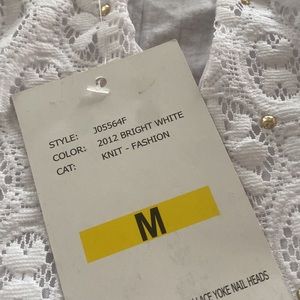 STYLE: J05564F
COLOR: 2012 BRIGHT WHITE
CAT: KNIT - FASHION
M
LACE YOKE NAIL HEADS